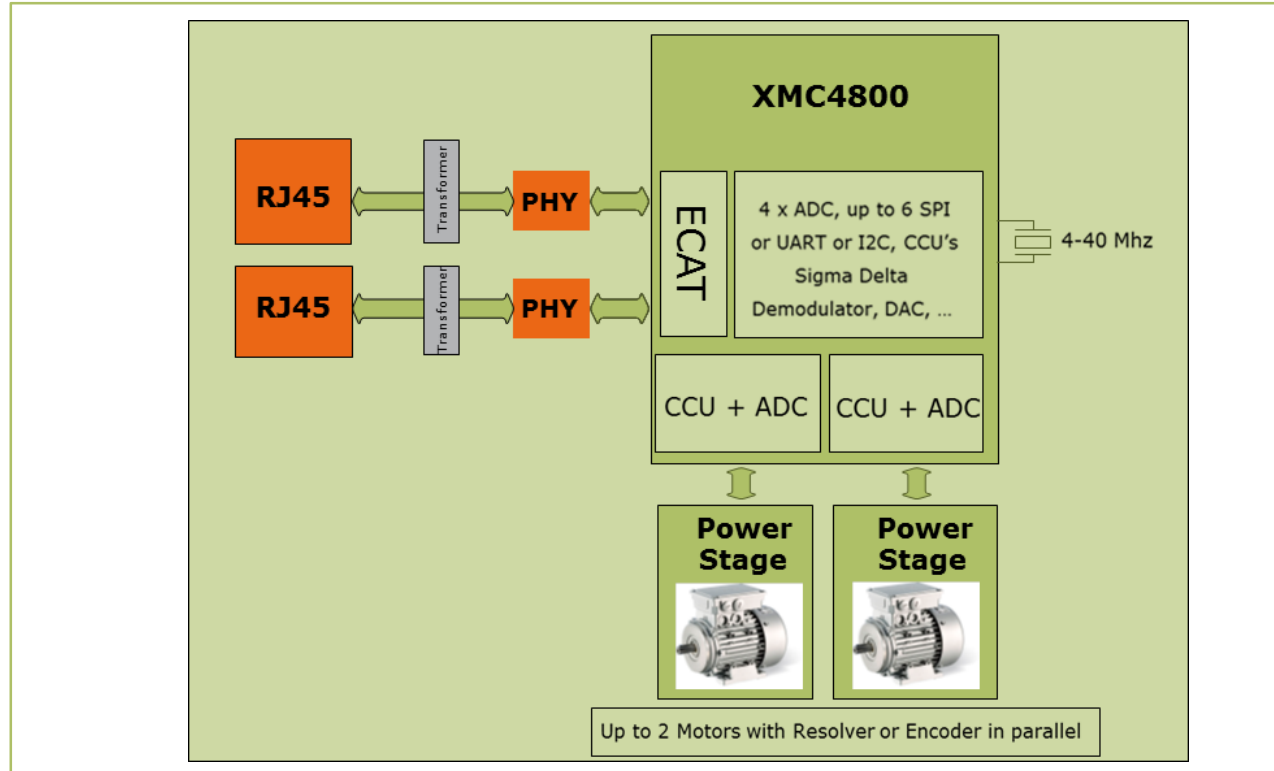 XMC4800
RJ45
Transformer
PHY
ECAT
4 x ADC, up to 6 SPI
or UART or I2C, CCU's
Sigma Delta
Demodulator, DAC, ...
4-40 Mhz
RJ45
Transformer
PHY
CCU + ADC
CCU + ADC
Power
Stage
Power
Stage
Up to 2 Motors with Resolver or Encoder in parallel